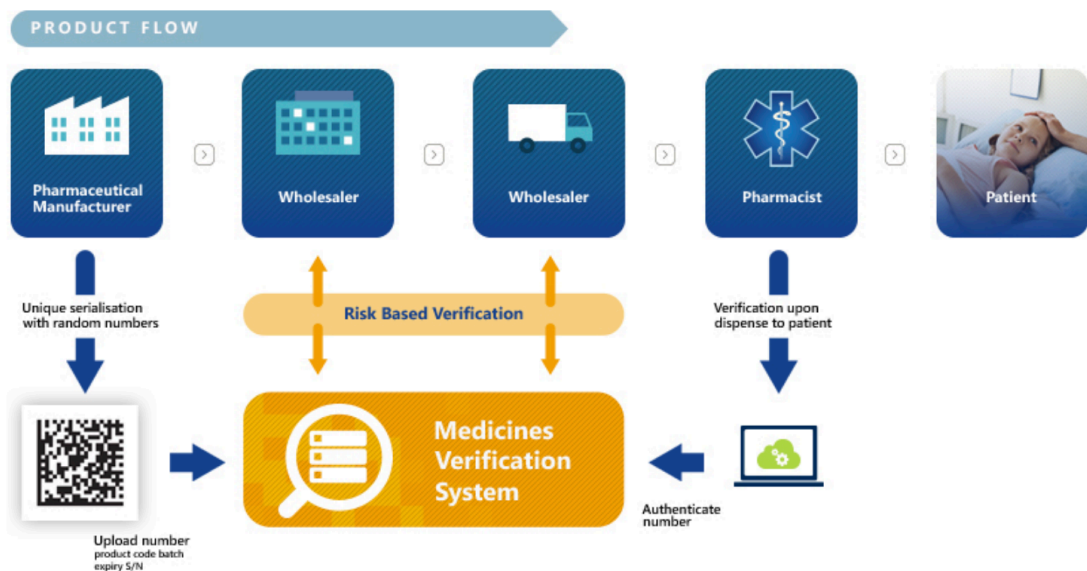 PRODUCT FLOW
Pharmaceutical
Manufacturer
Wholesaler
Wholesaler
Pharmacist
Patient
Unique serialisation
with random numbers
Risk Based Verification
Verification upon
dispense to patient
Medicines
Verification
System
Authenticate
number
Upload number
product code batch
expiry S/N